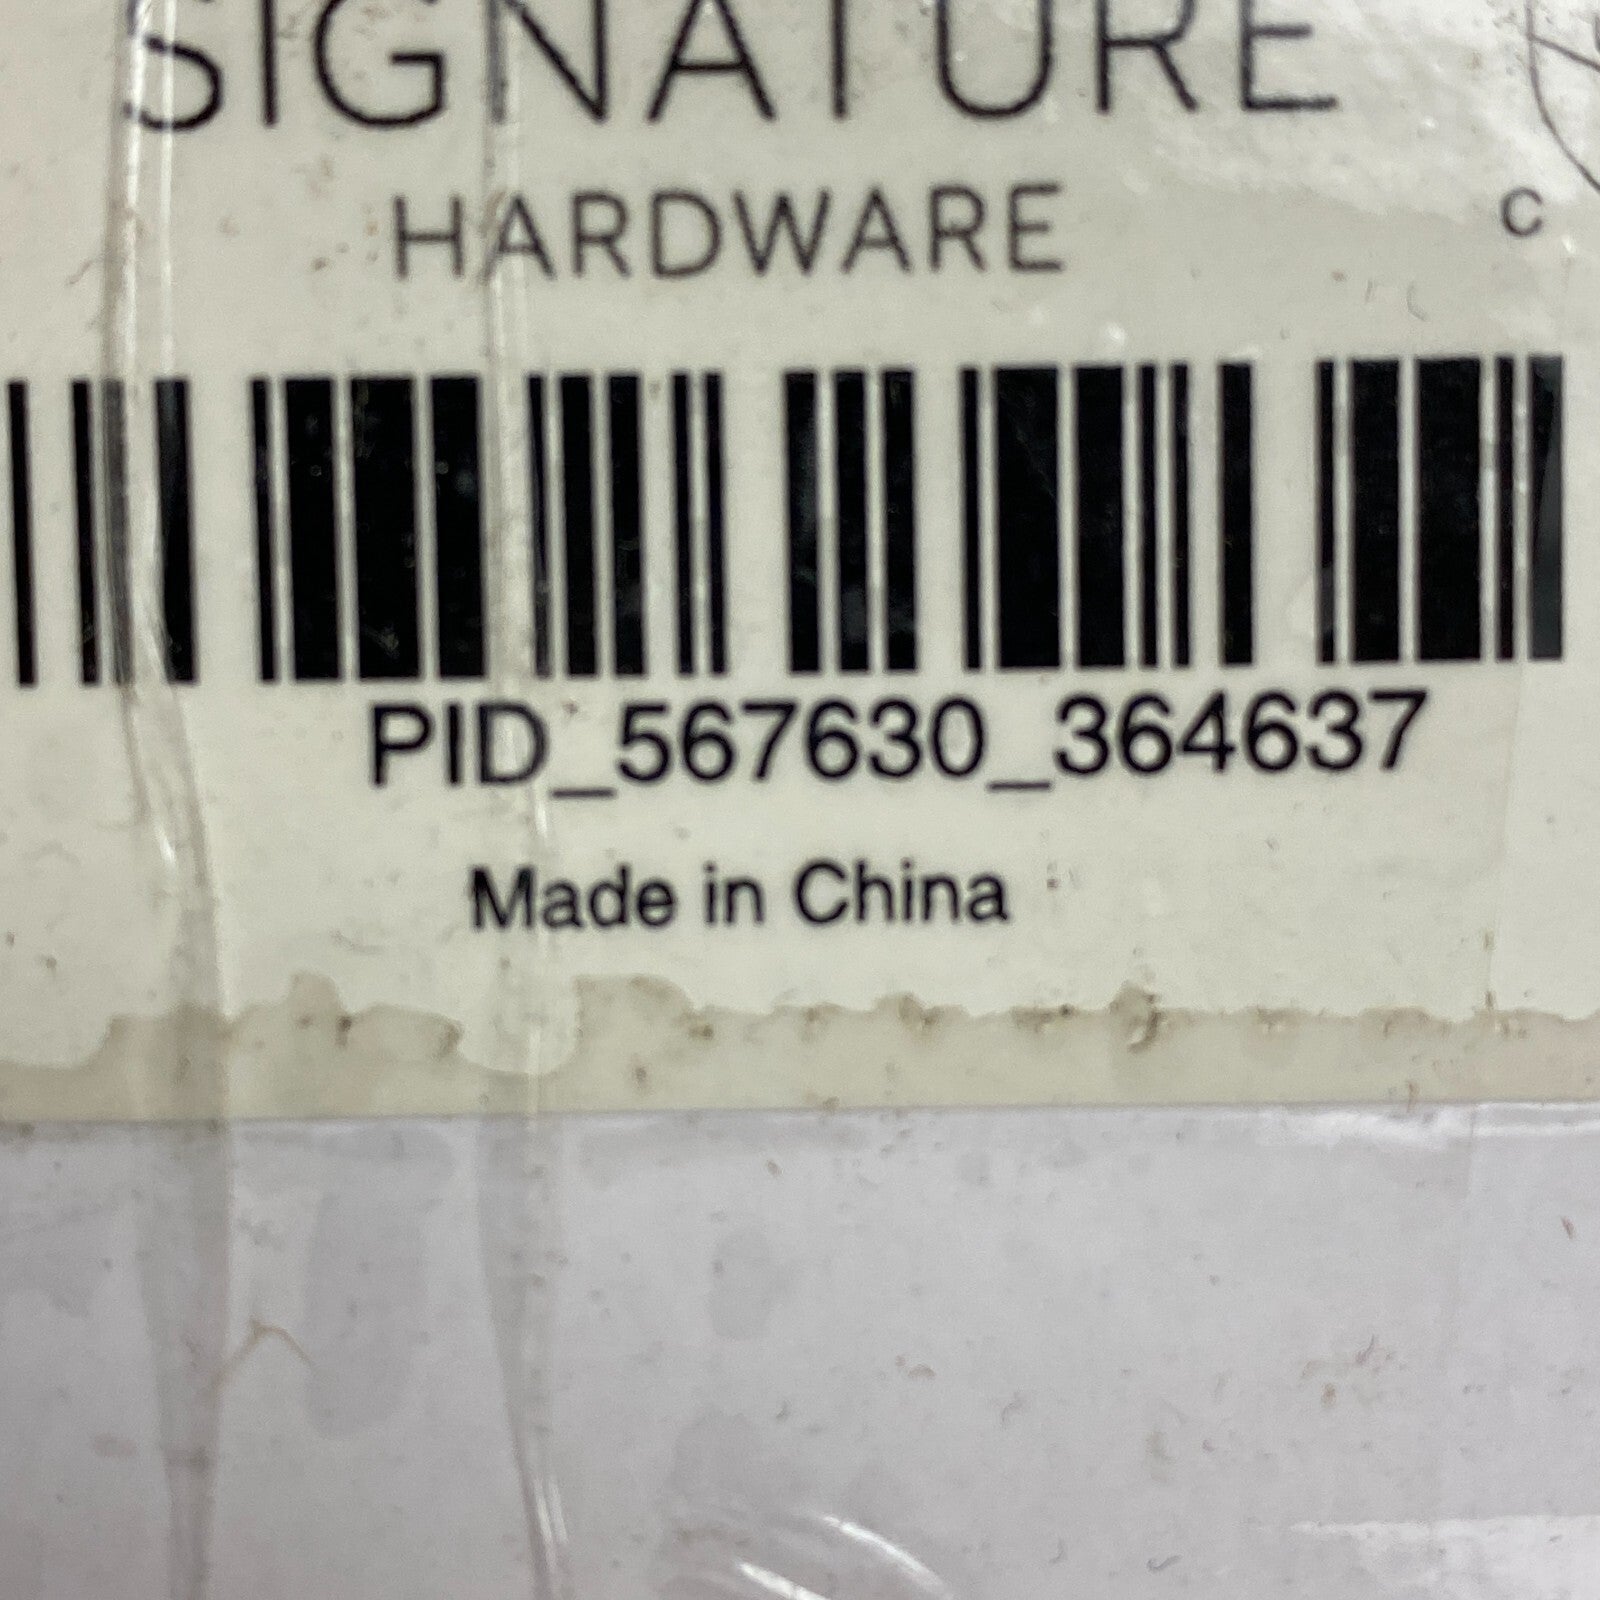 SIGNATURE
HARDWARE
c
PID_567630_364637
Made in China